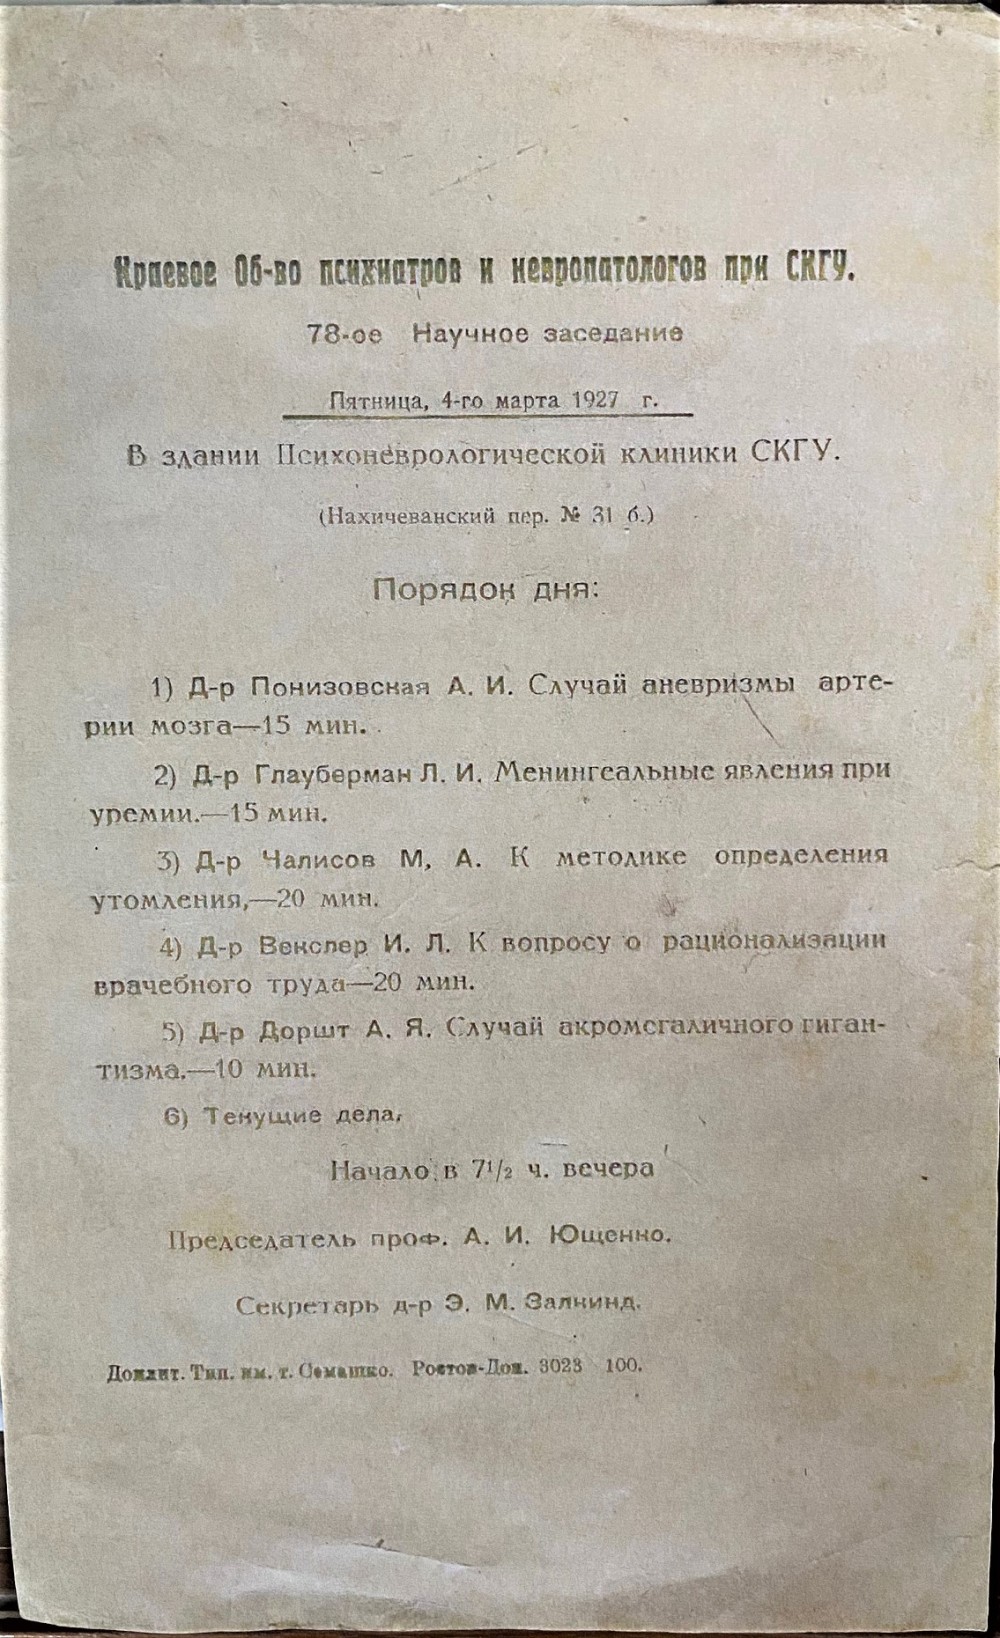 Краевое Об-во психиатров и невропатологов при СКГУ.
78-ое Научное заседание
Пятница, 4-го марта 1927 г.
В здании Психоневрологической клиники СКГУ.
(Нахичеванский пер. № 31 б.)
Порядок дня:
1) Д-р Понизовская А. И. Случай аневризмы арте-
рии мозга—15 мин.
2) Д-р Глауберман Л. И. Менингеальные явления при
уремии.—15 мин.
3) Д-р Чалисов М, А. К методике определения
утомления,—20 мин.
4) Д-р Векслер И. Л. К вопросу о рационализации
врачебного труда—20 мин.
5) Д-р Доршт А. Я. Случай акромегаличного гиган-
тизма.—10 мин.
6) Текущие дела,
Начало в 7 1/2 ч. вечера
Председатель проф. А. И. Ющенко.
Секретарь д-р Э. М. Залкинд.
Донлит. Тип. им. т. Семашко. Ростов-Дон. 3023 100.